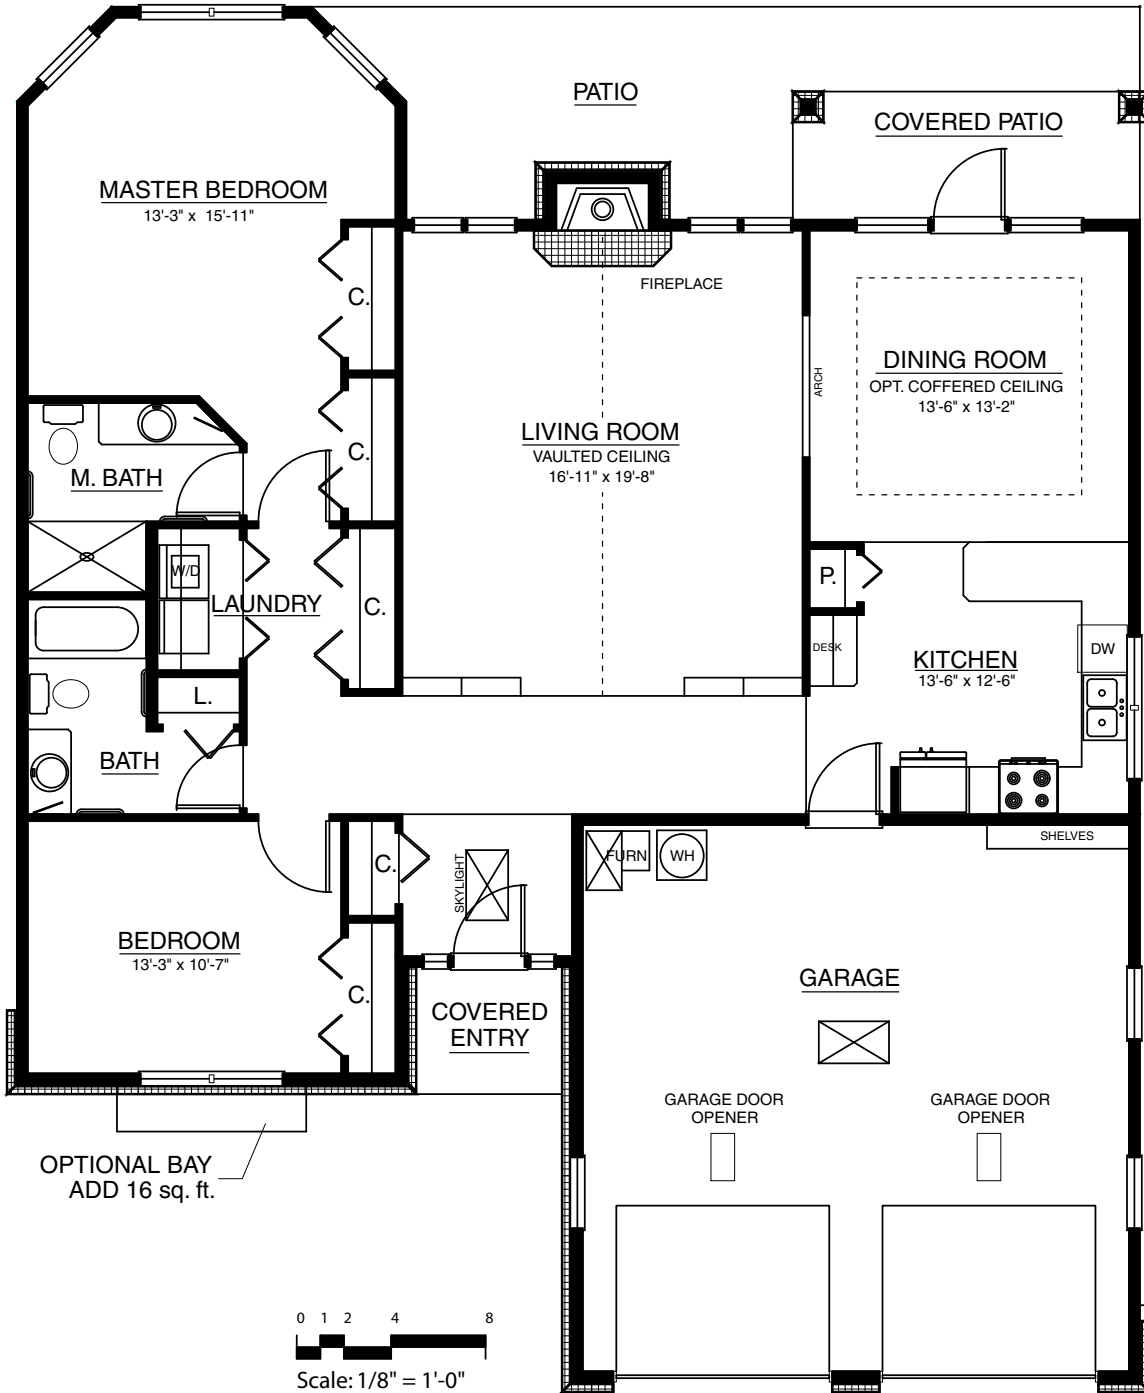 PATIO
COVERED PATIO
MASTER BEDROOM
13'-3" x 15'-11"
FIREPLACE
C.
ARCH
DINING ROOM
OPT. COFFERED CEILING
13'-6" x 13'-2"
LIVING ROOM
VAULTED CEILING
16'-11" x 19'-8"
C.
M. BATH
W/D
LAUNDRY
C.
P.
DESK
KITCHEN
13'-6" x 12'-6"
DW
L.
BATH
SHELVES
FURN
WH
C.
SKYLIGHT
BEDROOM
13'-3" x 10'-7"
C.
COVERED
ENTRY
GARAGE
GARAGE DOOR
OPENER
GARAGE DOOR
OPENER
OPTIONAL BAY
ADD 16 sq. ft.
0 1 2 4 8
Scale: 1/8" = 1'-0"